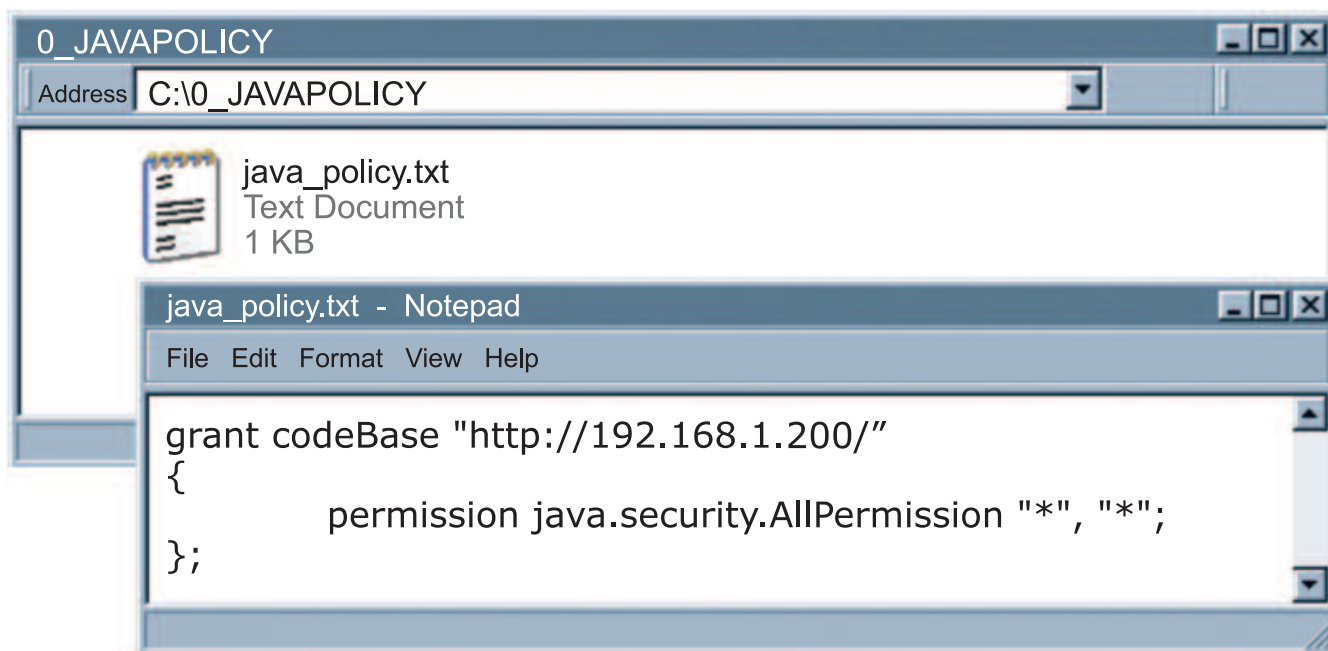 0_JAVAPOLICY
Address C:\0_JAVAPOLICY
java_policy.txt
Text Document
1 KB
java_policy.txt - Notepad
File Edit Format View Help
grant codeBase "http://192.168.1.200/”
{
permission java.security.AllPermission "*", "*";
};